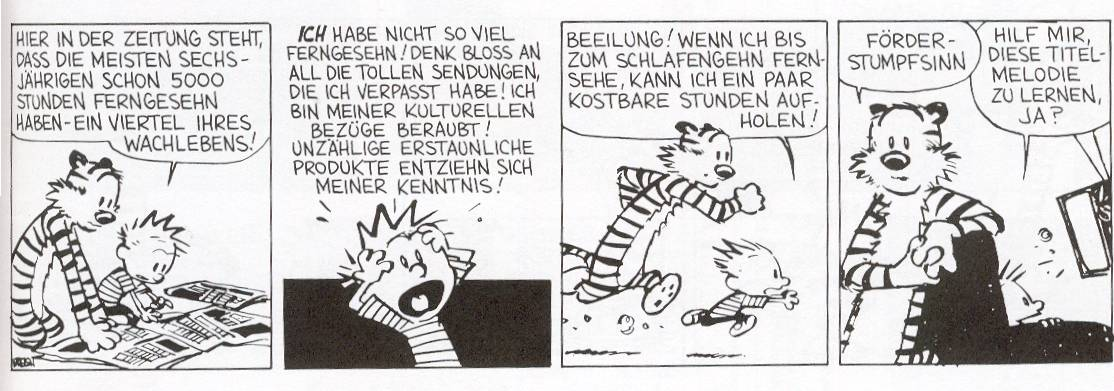 HIER IN DER ZEITUNG STEHT,
DASS DIE MEISTEN SECHS-
JÄHRIGEN SCHON 5000
STUNDEN FERNGESEHN
HABEN - EIN VIERTEL IHRES
WACHLEBENS!
ICH HABE NICHT SO VIEL
FERNGESEHN! DENK BLOSS AN
ALL DIE TOLLEN SENDUNGEN,
DIE ICH VERPASST HABE! ICH
BIN MEINER KULTURELLEN
BEZÜGE BERAUBT!
UNZÄHLIGE ERSTAUNLICHE
PRODUKTE ENTZIEHN SICH
MEINER KENNTNIS!
BEEILUNG! WENN ICH BIS
ZUM SCHLAFENGEHN FERN-
SEHE, KANN ICH EIN PAAR
KOSTBARE STUNDEN AUF-
HOLEN!
FÖRDER-
STUMPFSINN
HILF MIR,
DIESE TITEL-
MELODIE
ZU LERNEN,
JA?